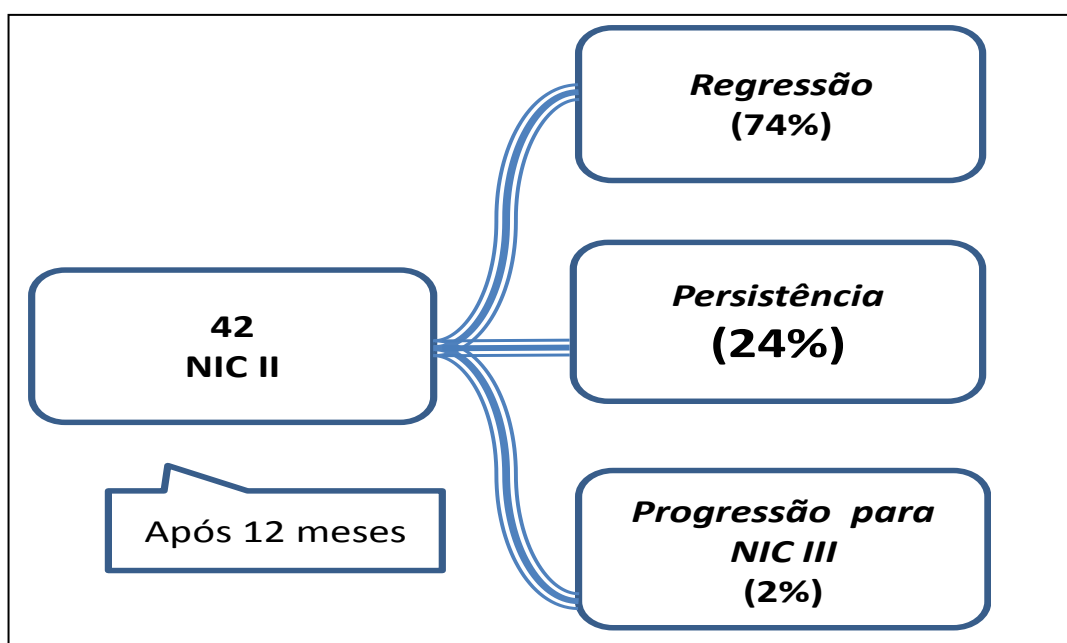 42
NIC II
Após 12 meses
Regressão
(74%)
Persistência
(24%)
Progressão para
NIC III
(2%)